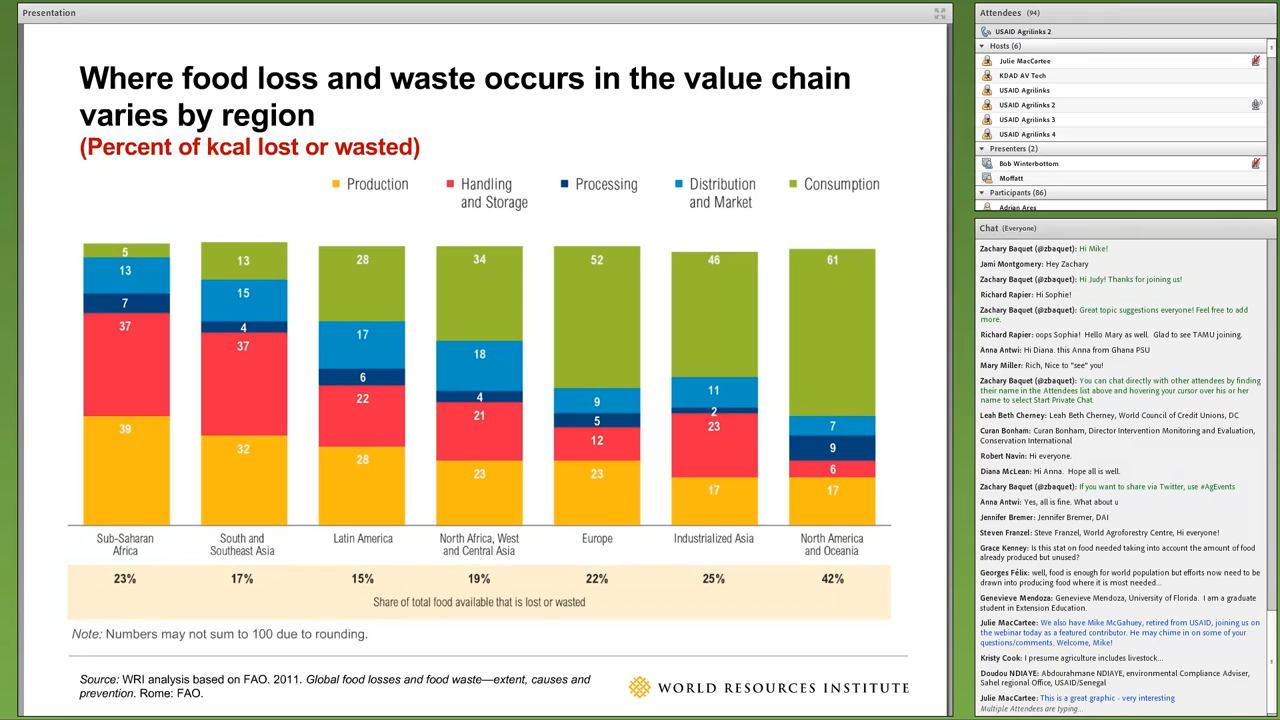 Presentation
Where food loss and waste occurs in the value chain
varies by region
(Percent of kcal lost or wasted)
Production
Handling
and Storage
Processing
Distribution
and Market
Consumption
5
13
7
37
39
13
15
4
37
32
28
17
6
22
28
34
18
4
21
23
52
9
5
12
23
46
11
2
23
17
61
7
9
6
17
Sub-Saharan
Africa
South and
Southeast Asia
Latin America
North Africa, West
and Central Asia
Europe
Industrialized Asia
North America
and Oceania
23% 17% 15% 19% 22% 25% 42%
Share of total food available that is lost or wasted
Note: Numbers may not sum to 100 due to rounding.
Source: WRI analysis based on FAO. 2011. Global food losses and food waste—extent, causes and
prevention. Rome: FAO.
WORLD RESOURCES INSTITUTE
Attendees (94)
USAID Agrilinks 2
Hosts (6)
Julie MacCartee
KDAD AV Tech
USAID Agrilinks
USAID Agrilinks 2
USAID Agrilinks 3
USAID Agrilinks 4
Presenters (2)
Bob Winterbottom
Moffatt
Participants (86)
Adrian Ares
Chat (Everyone)
Zachary Baquet (@zbaquet): Hi Mike!
Jami Montgomery: Hey Zachary
Zachary Baquet (@zbaquet): Hi Judy! Thanks for joining us!
Richard Rapier: Hi Sophie!
Zachary Baquet (@zbaquet): Great topic suggestions everyone! Feel free to add
more.
Richard Rapier: oops Sophia! Hello Mary as well. Glad to see TAMU joining.
Anna Antwi: Hi Diana. this Anna from Ghana PSU
Mary Miller: Rich, Nice to "see" you!
Zachary Baquet (@zbaquet): You can chat directly with other attendees by finding
their name in the Attendees list above and hovering your cursor over his or her
name to select Start Private Chat.
Leah Beth Cherney: Leah Beth Cherney, World Council of Credit Unions, DC
Curan Bonham: Curan Bonham, Director Intervention Monitoring and Evaluation,
Conservation International
Robert Navin: Hi everyone.
Diana McLean: Hi Anna. Hope all is well.
Zachary Baquet (@zbaquet): If you want to share via Twitter, use #AgEvents
Anna Antwi: Yes, all is fine. What about u
Jennifer Bremer: Jennifer Bremer, DAI
Steven Franzel: Steve Franzel, World Agroforestry Centre, Hi everyone!
Grace Kenney: Is this stat on food needed taking into account the amount of food
already produced but unused?
Georges Félix: well, food is enough for world population but efforts now need to be
drawn into producing food where it is most needed...
Genevieve Mendoza: Genevieve Mendoza, University of Florida. I am a graduate
student in Extension Education.
Julie MacCartee: We also have Mike McGahuey, retired from USAID, joining us on
the webinar today as a featured contributor. He may chime in on some of your
questions/comments. Welcome, Mike!
Kristy Cook: I presume agriculture includes livestock...
Doudou NDIAYE: Abdourahmane NDIAYE, environmental Compliance Adviser,
Sahel regional Office, USAID/Senegal
Julie MacCartee: This is a great graphic - very interesting
Multiple Attendees are typing...